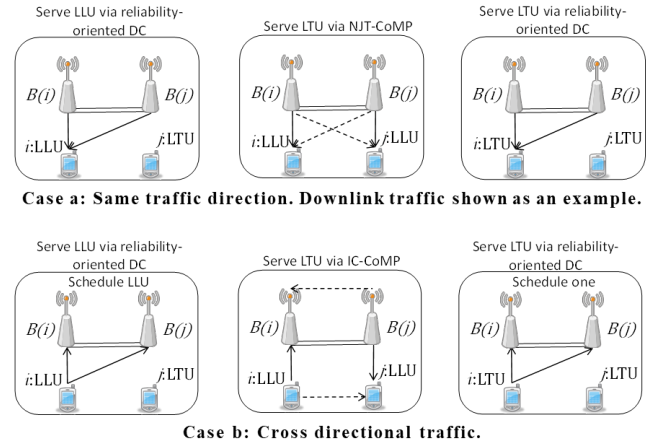 Serve LLU via reliability-
oriented DC
B(i)
B(j)
i:LLU
j:LTU
Serve LTU via NJT-CoMP
B(i)
B(j)
i:LLU
j:LLU
Serve LTU via reliability-
oriented DC
B(i)
B(j)
i:LTU
j:LTU
Case a: Same traffic direction. Downlink traffic shown as an example.
Serve LLU via reliability-
oriented DC
Schedule LLU
B(i)
B(j)
i:LLU
j:LTU
Serve LTU via IC-CoMP
B(i)
B(j)
i:LLU
j:LLU
Serve LTU via reliability-
oriented DC
Schedule one
B(i)
B(j)
i:LTU
j:LTU
Case b: Cross directional traffic.